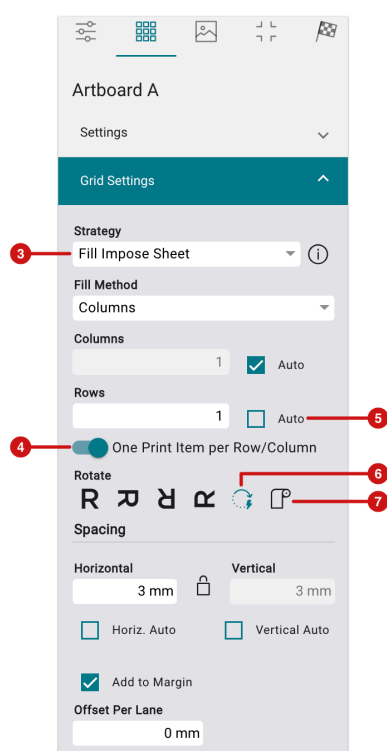 Artboard A
Settings
Grid Settings
Strategy
3
Fill Impose Sheet
Fill Method
Columns
Columns
1 Auto
Rows
1 Auto 5
4 One Print Item per Row/Column
Rotate 6
R R R R 7
Spacing
Horizontal Vertical
3 mm 3 mm
Horiz. Auto Vertical Auto
Add to Margin
Offset Per Lane
0 mm